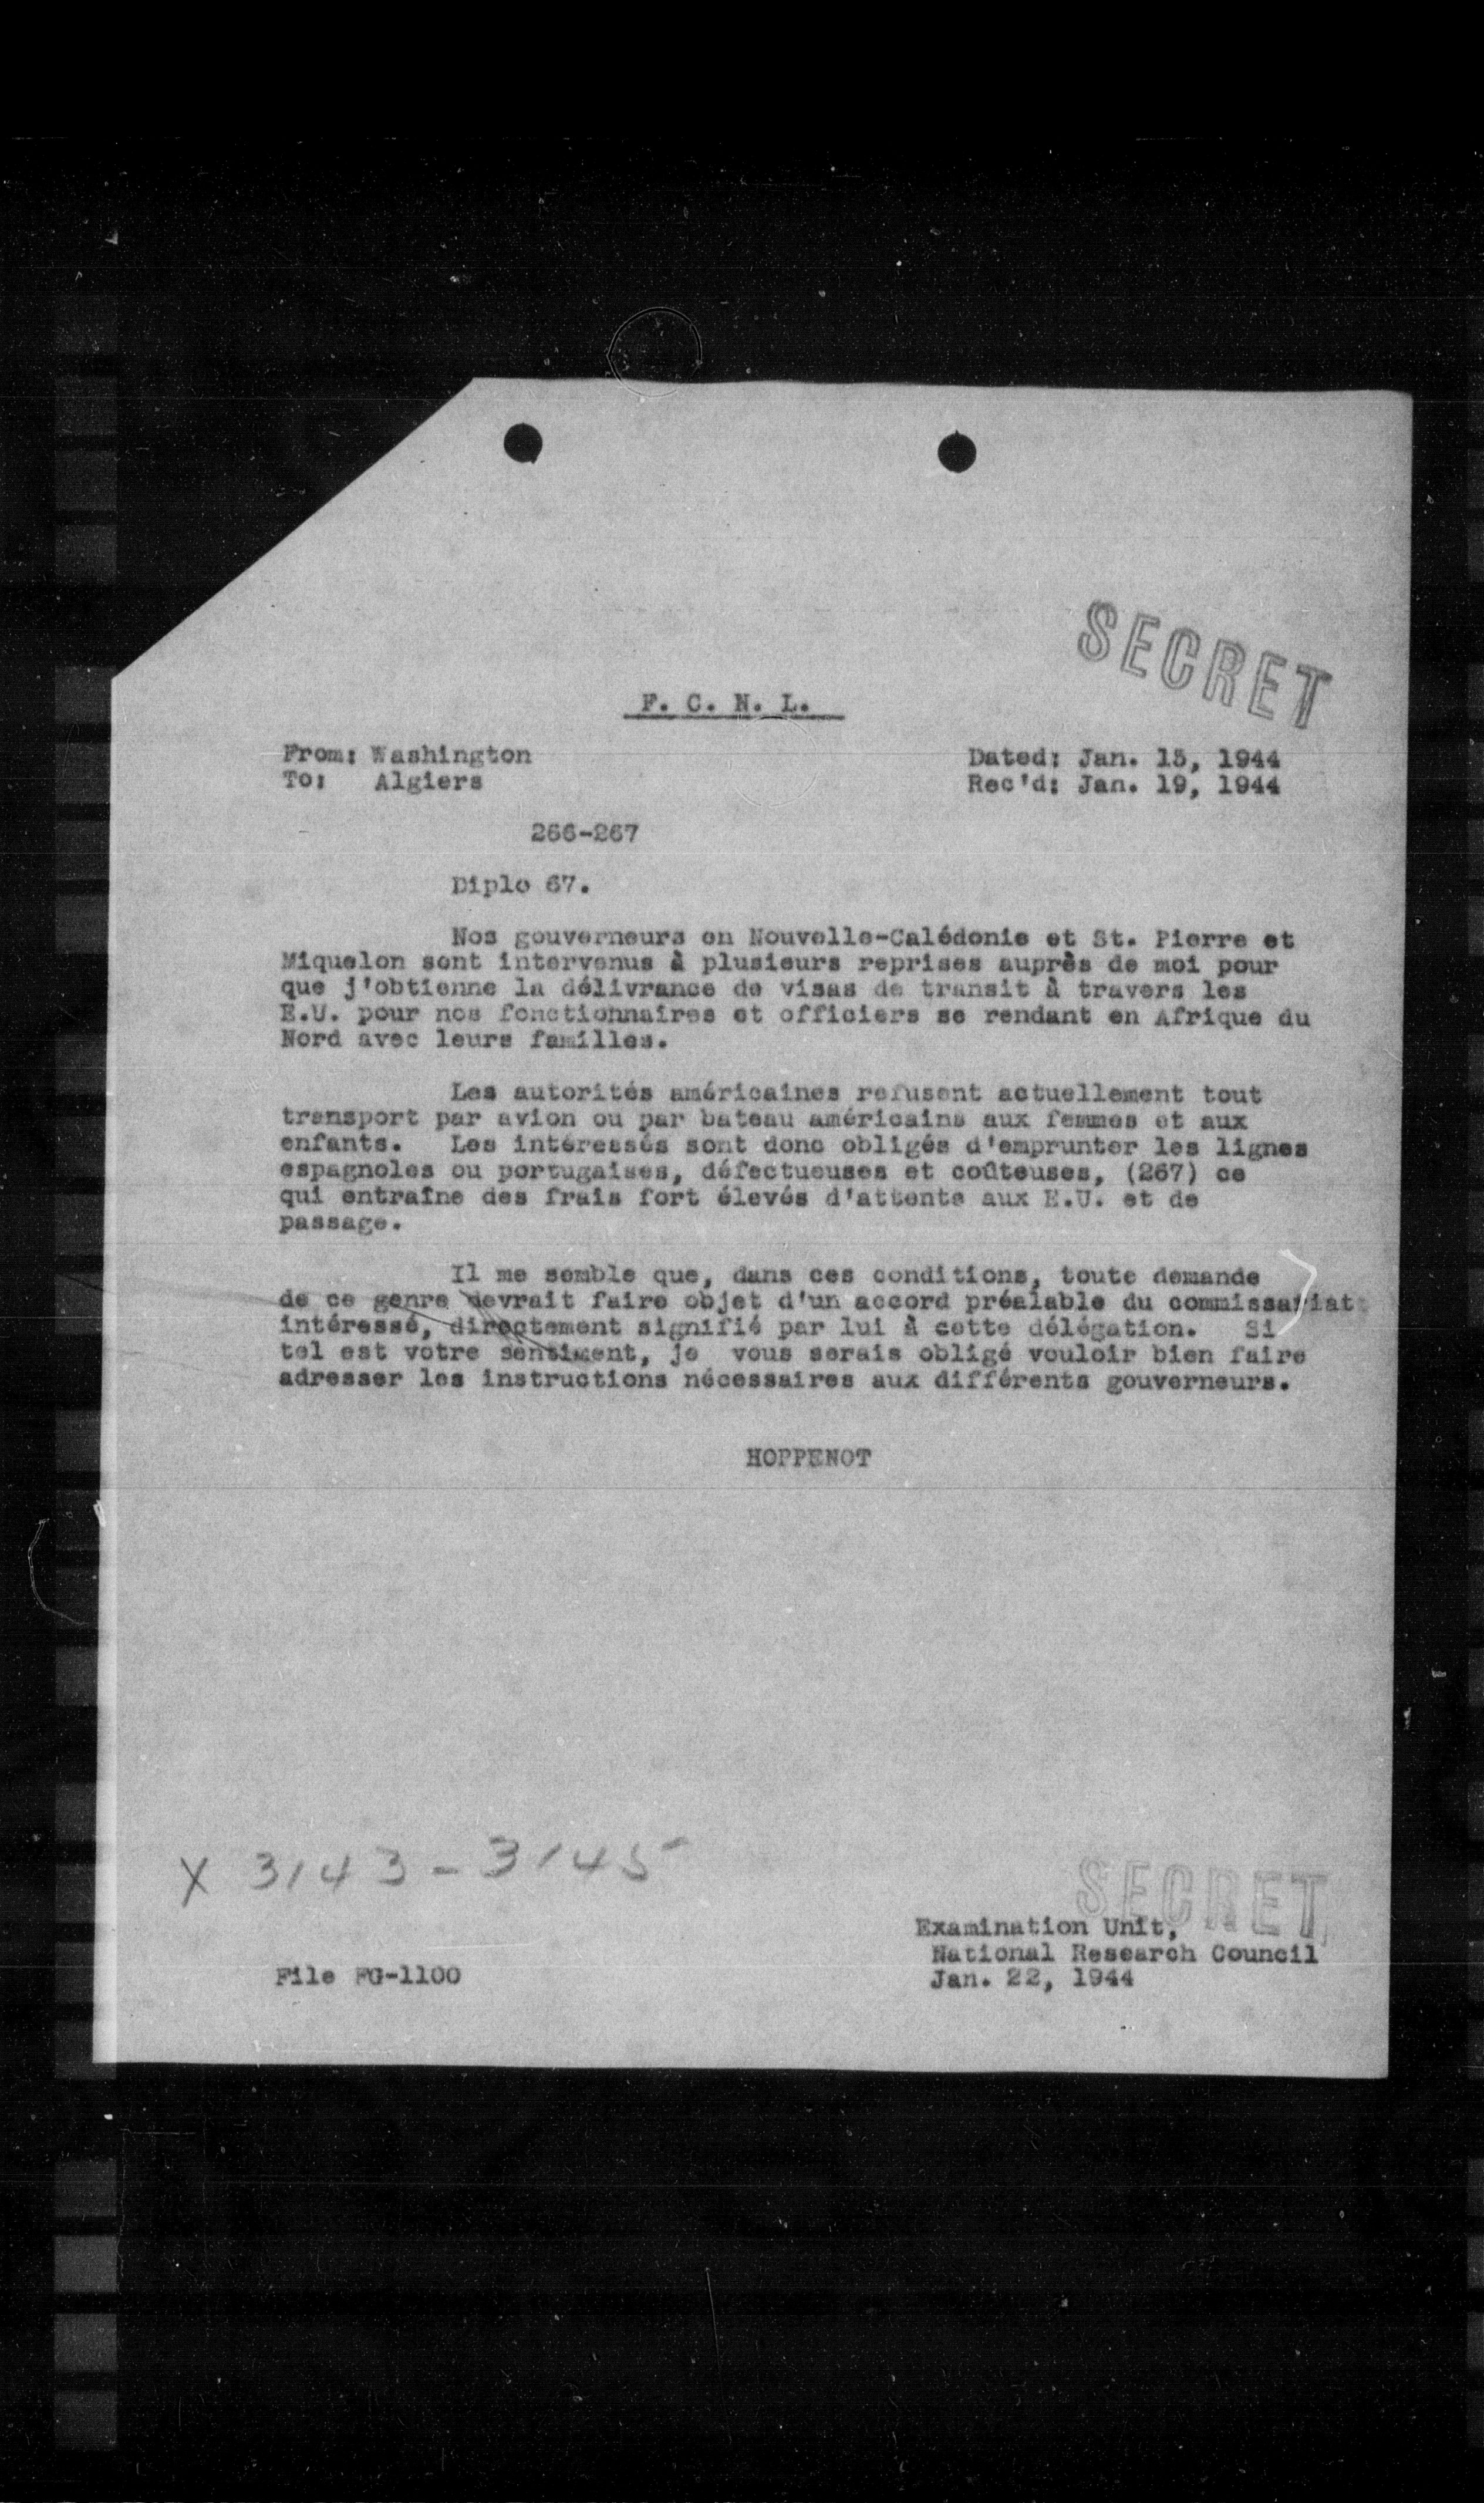 SECRET
F. C. N. L.
From: Washington
To: Algiers
Dated: Jan. 15, 1944
Rec'd: Jan. 19, 1944
266-267
Diplo 67.
Nos gouverneurs en Nouvelle-Calédonie et St. Pierre et
Miquelon sont intervenus à plusieurs reprises auprès de moi pour
que j'obtienne la délivrance de visas de transit à travers les
E.U. pour nos fonctionnaires et officiers se rendant en Afrique du
Nord avec leurs familles.
Les autorités américaines refusent actuellement tout
transport par avion ou par bateau américains aux femmes et aux
enfants. Les intéressés sont donc obligés d'emprunter les lignes
espagnoles ou portugaises, défectueuses et coûteuses, (267) ce
qui entraîne des frais fort élevés d'attente aux E.U. et de
passage.
Il me semble que, dans ces conditions, toute demande
de ce genre devrait faire objet d'un accord préalable du commissariat
intéressé, directement signifié par lui à cette délégation. Si
tel est votre sentiment, je vous serais obligé vouloir bien faire
adresser les instructions nécessaires aux différents gouverneurs.
HOPPENOT
X 3143-3145
SECRET
Examination Unit,
National Research Council
Jan. 22, 1944
File FG-1100